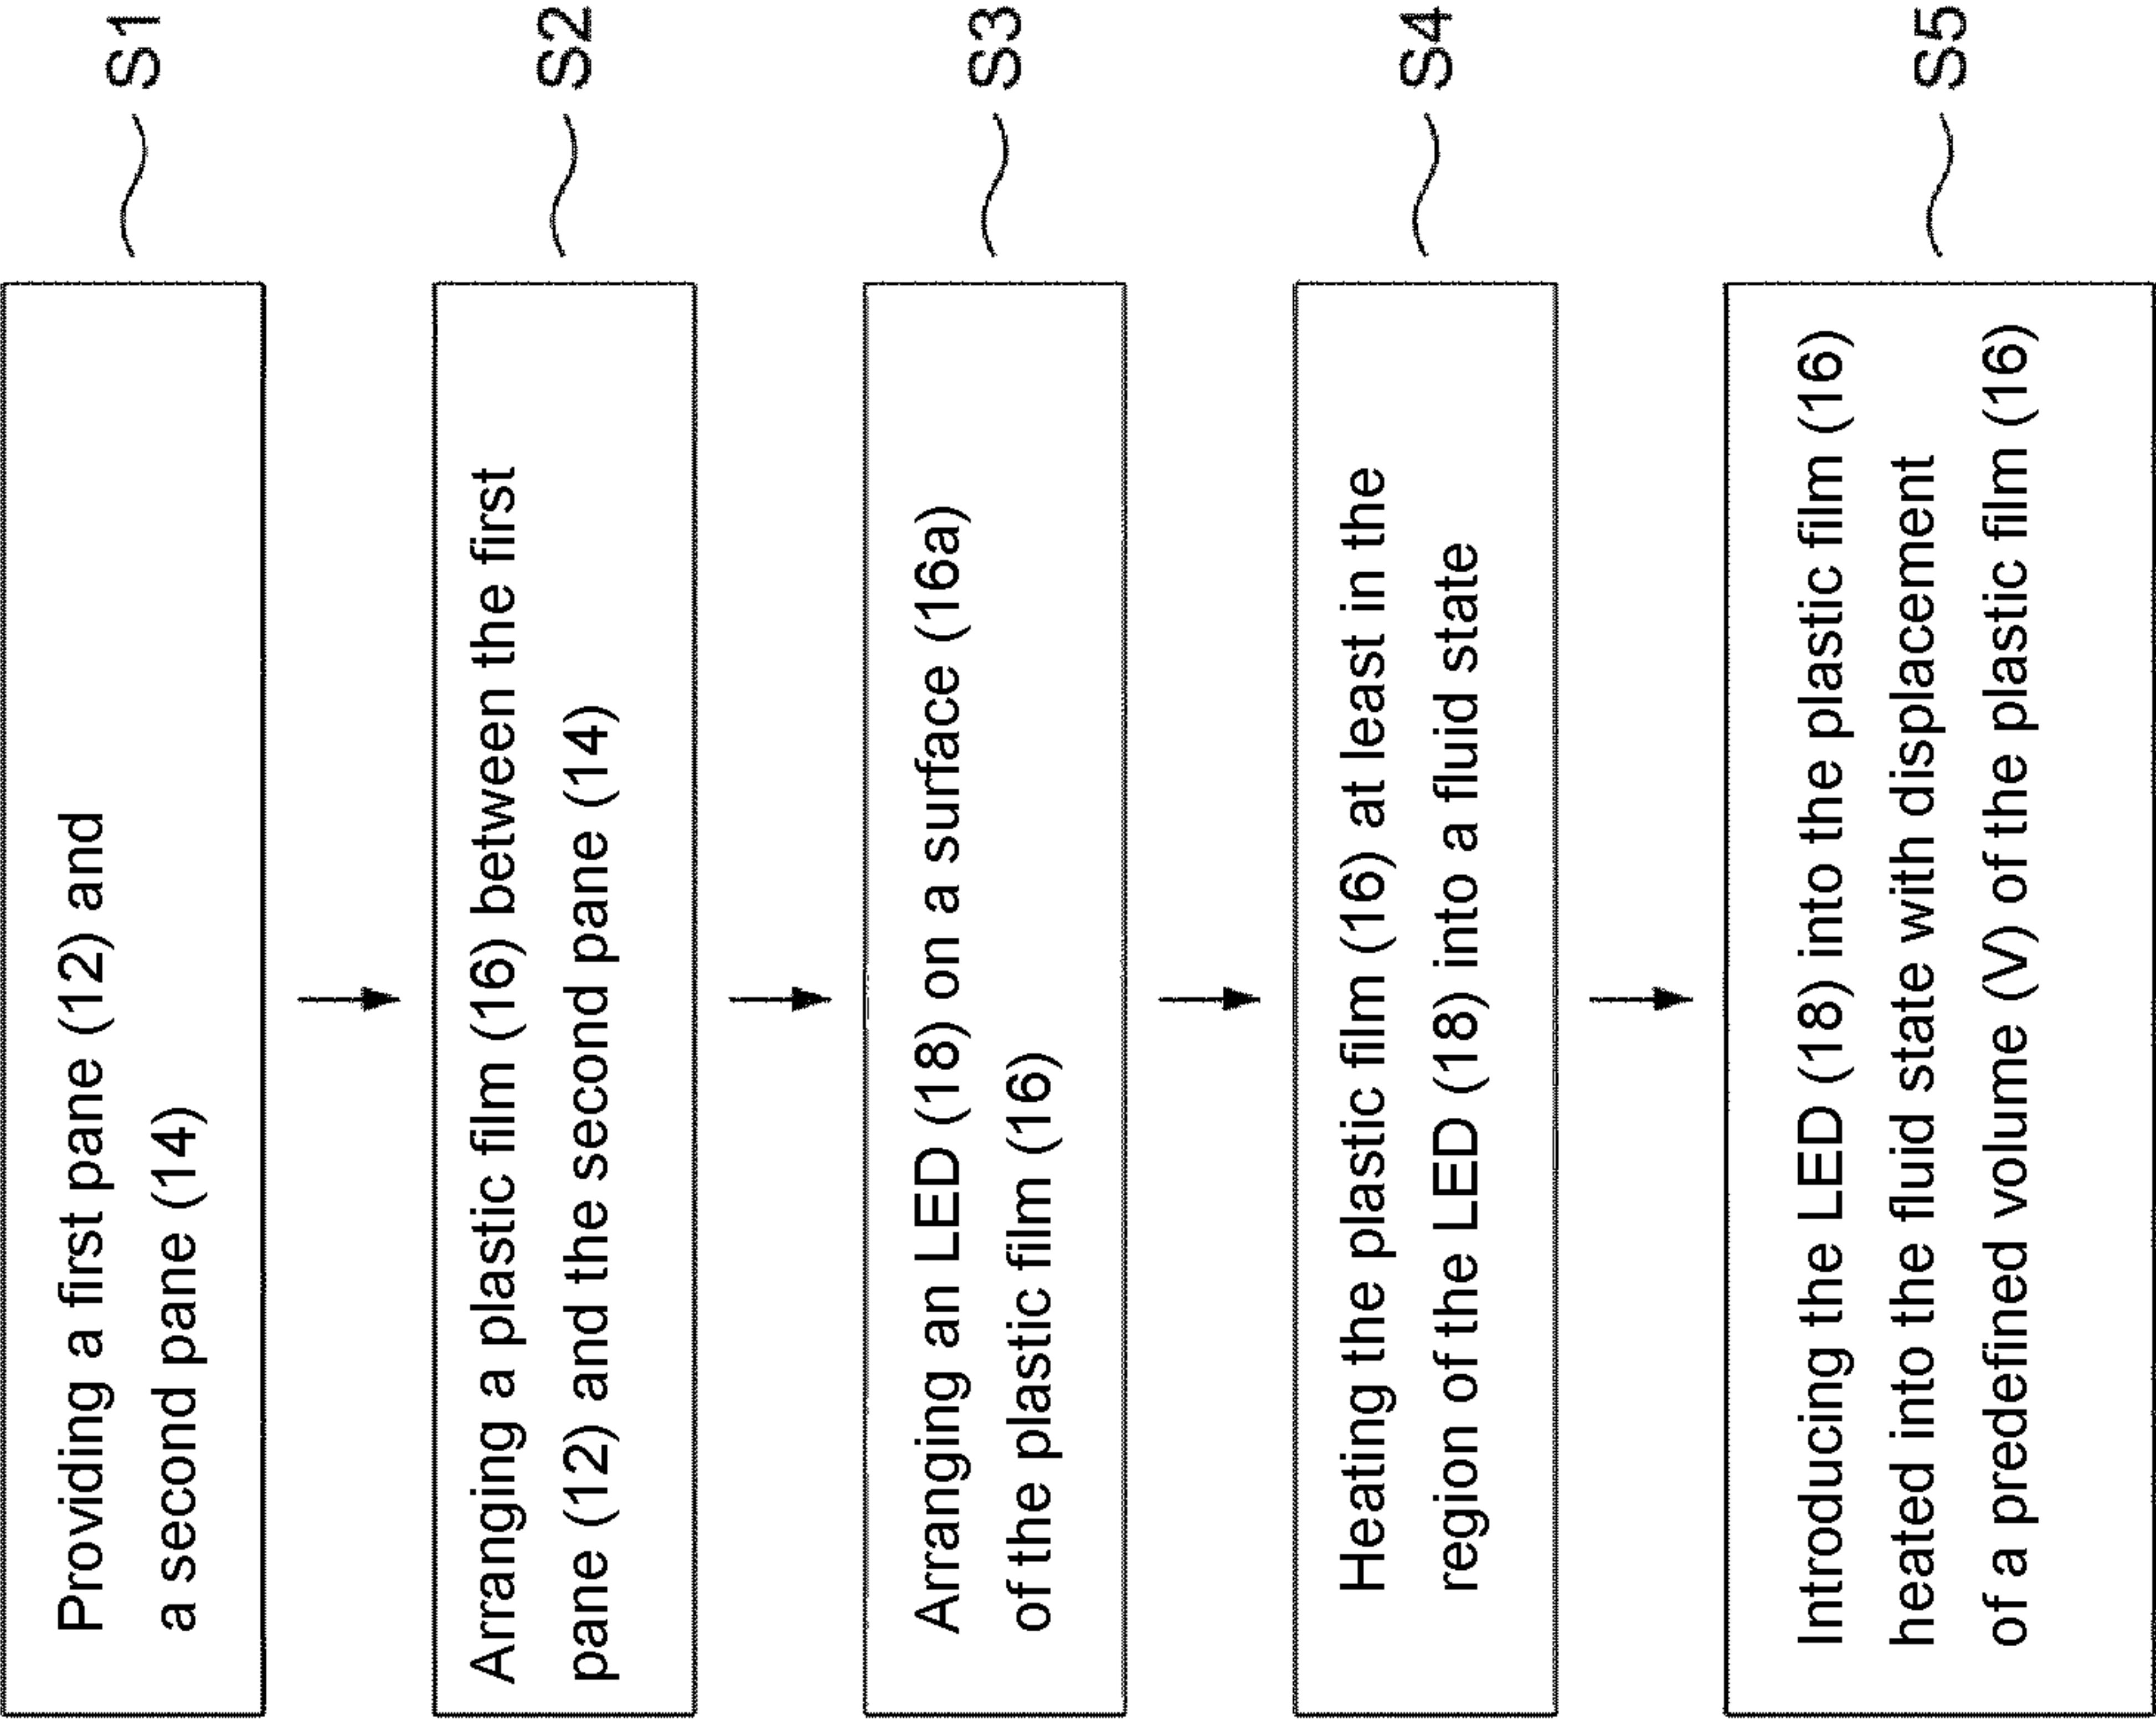 Providing a first pane (12) and
a second pane (14)
S1
Arranging a plastic film (16) between the first
pane (12) and the second pane (14)
S2
Arranging an LED (18) on a surface (16a)
of the plastic film (16)
S3
Heating the plastic film (16) at least in the
region of the LED (18) into a fluid state
S4
Introducing the LED (18) into the plastic film (16)
heated into the fluid state with displacement
of a predefined volume (V) of the plastic film (16)
S5